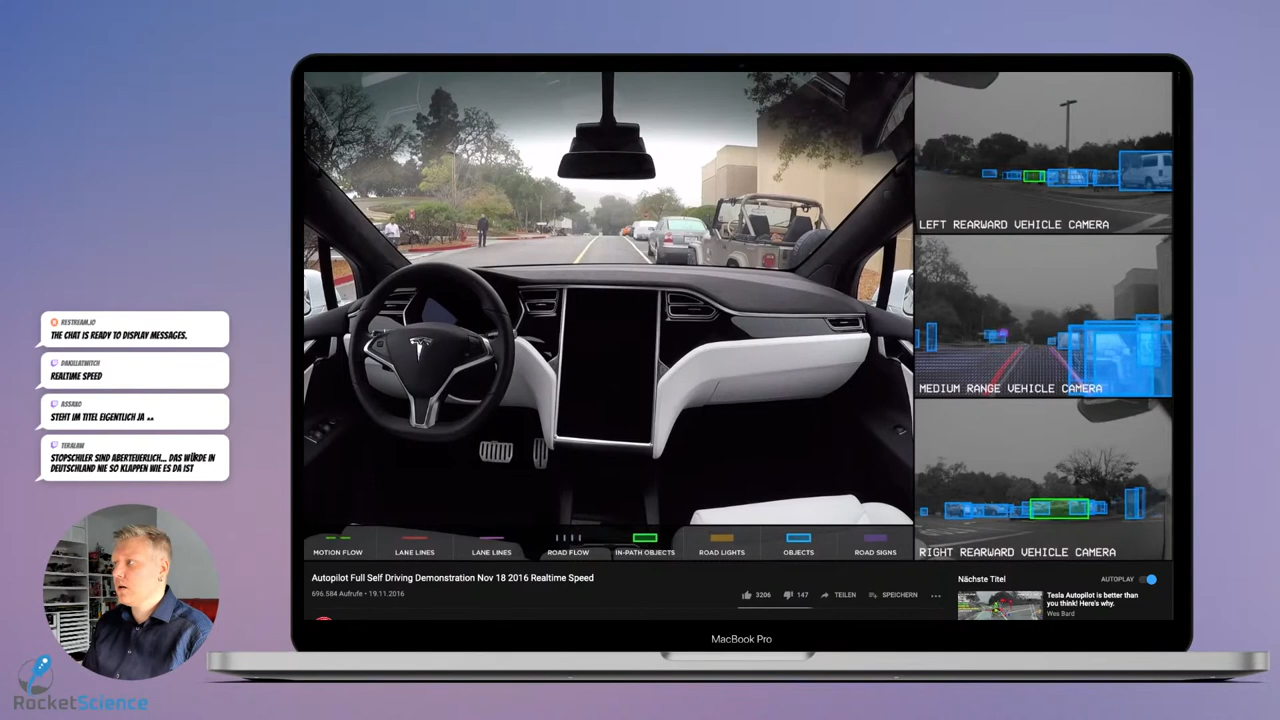 RESTREAM.IO
THE CHAT IS READY TO DISPLAY MESSAGES.
DAKILLATWITCH
REALTIME SPEED
ASSAAD
STEHT IM TITEL EIGENTLICH JA ..
TERALAW
STOPSCHILER SIND ABERTEUERLICH... DAS WÜRDE IN
DEUTSCHLAND NIE SO KLAPPEN WIE ES DA IST
RocketScience
LEFT REARWARD VEHICLE CAMERA
MEDIUM RANGE VEHICLE CAMERA
RIGHT REARWARD VEHICLE CAMERA
MOTION FLOW
LANE LINES
LANE LINES
ROAD FLOW
IN-PATH OBJECTS
ROAD LIGHTS
OBJECTS
ROAD SIGNS
Autopilot Full Self Driving Demonstration Nov 18 2016 Realtime Speed
696.584 Aufrufe • 19.11.2016
3206
147
TEILEN
SPEICHERN
Nächste Titel
AUTOPLAY
Tesla Autopilot is better than
you think! Here's why.
Wes Bard
MacBook Pro